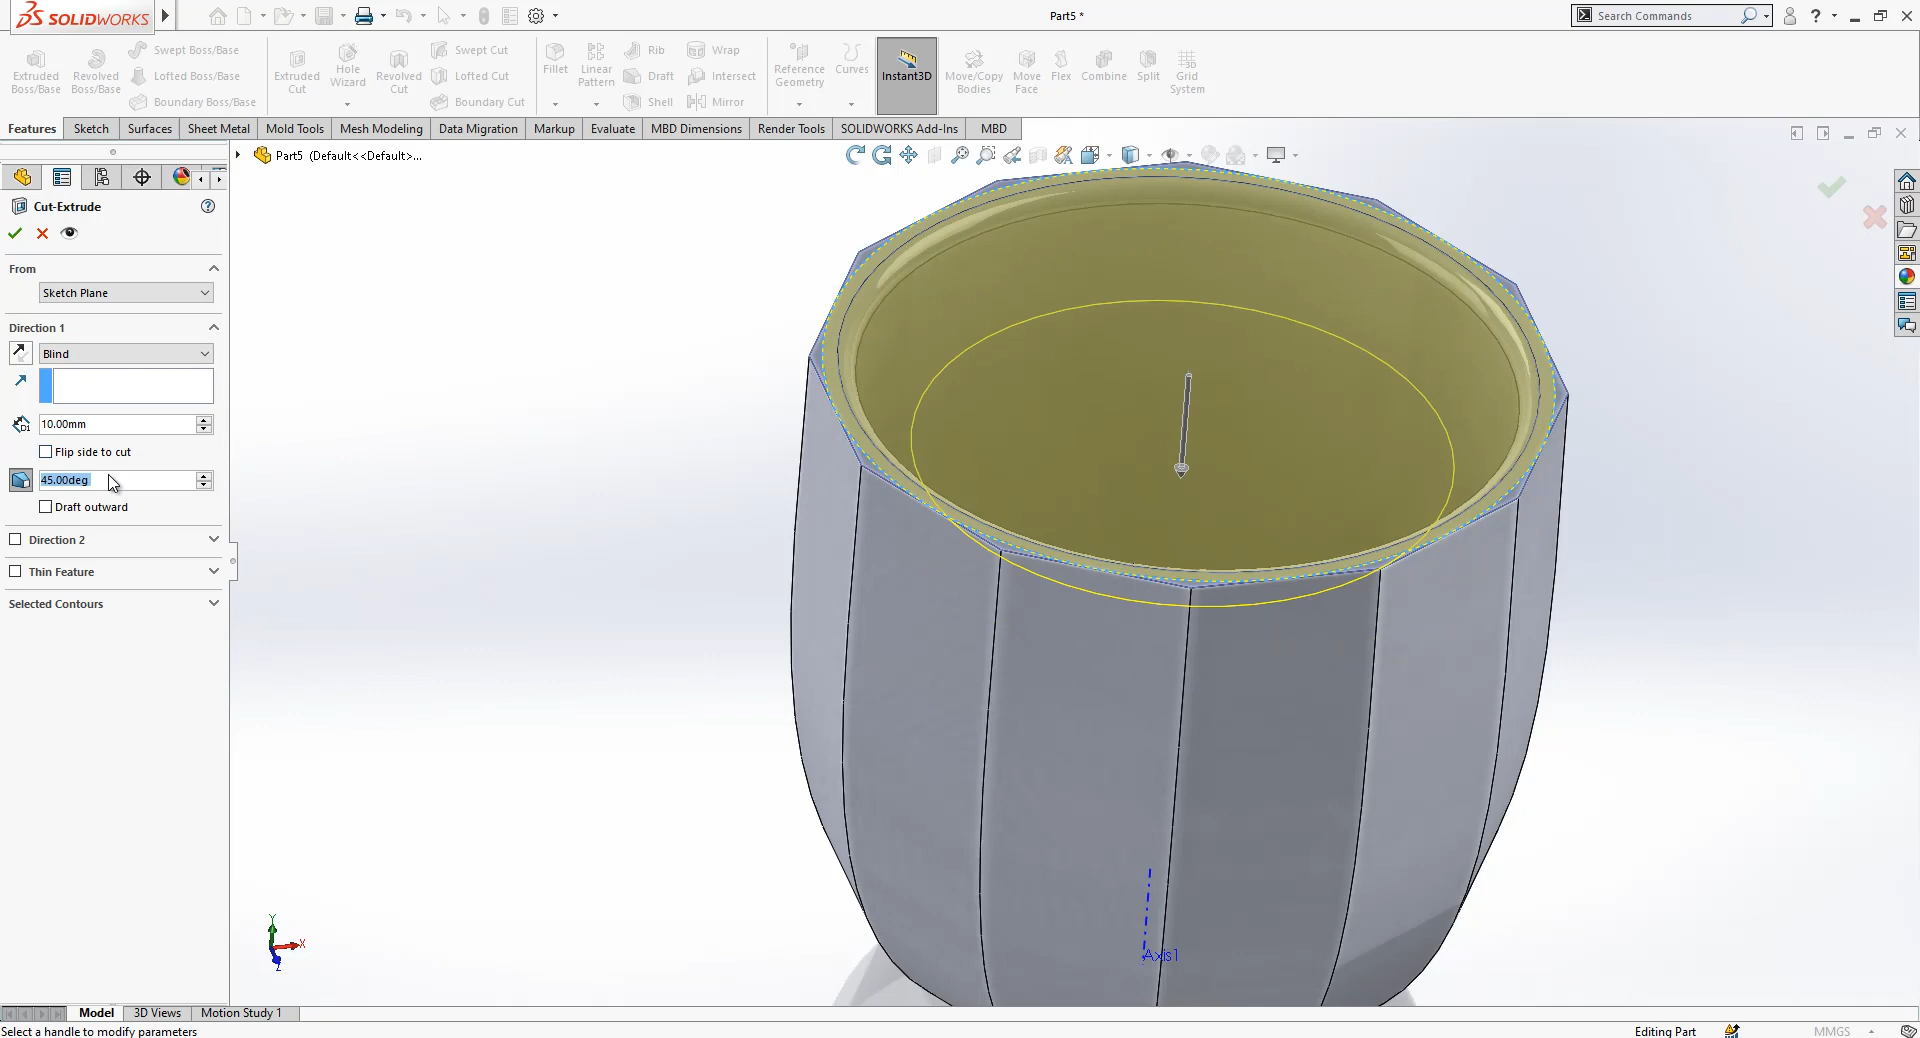 SOLIDWORKS
Part5 *
Search Commands
Extruded Boss/Base
Revolved Boss/Base
Swept Boss/Base
Lofted Boss/Base
Boundary Boss/Base
Extruded Cut
Hole Wizard
Revolved Cut
Swept Cut
Lofted Cut
Boundary Cut
Fillet
Linear Pattern
Rib
Draft
Shell
Wrap
Intersect
Mirror
Reference Geometry
Curves
Instant3D
Move/Copy Bodies
Move Face
Flex
Combine
Split
Grid System
Features
Sketch
Surfaces
Sheet Metal
Mold Tools
Mesh Modeling
Data Migration
Markup
Evaluate
MBD Dimensions
Render Tools
SOLIDWORKS Add-Ins
MBD
Part5 (Default<<Default>...
Cut-Extrude
From
Sketch Plane
Direction 1
Blind
10.00mm
Flip side to cut
45.00deg
Draft outward
Direction 2
Thin Feature
Selected Contours
Axis1
Y
X
Z
Model
3D Views
Motion Study 1
Select a handle to modify parameters
Editing Part
MMGS